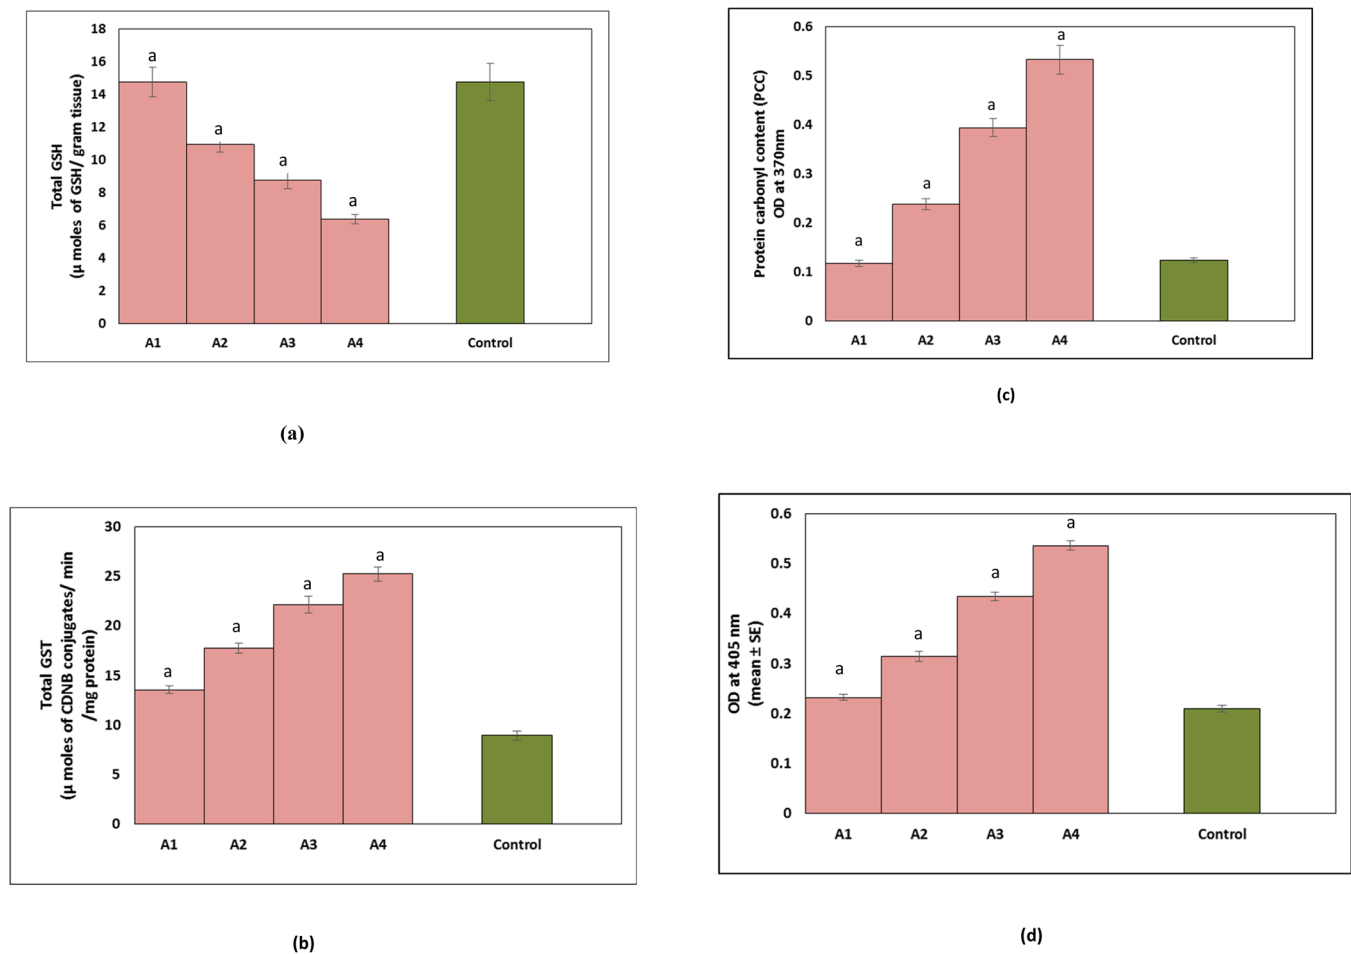 18
16
14
12
10
8
6
4
2
0
Total GSH
(µ moles of GSH/ gram tissue)
a
a
a
a
A1 A2 A3 A4 Control
(a)
0.6
0.5
0.4
0.3
0.2
0.1
0
Protein carbonyl content (PCC)
OD at 370nm
a
a
a
a
A1 A2 A3 A4 Control
(c)
30
25
20
15
10
5
0
Total GST
(µ moles of CDNB conjugates/ min
/mg protein)
a
a
a
a
A1 A2 A3 A4 Control
(b)
0.6
0.5
0.4
0.3
0.2
0.1
0
OD at 405 nm
(mean ± SE)
a
a
a
a
A1 A2 A3 A4 Control
(d)